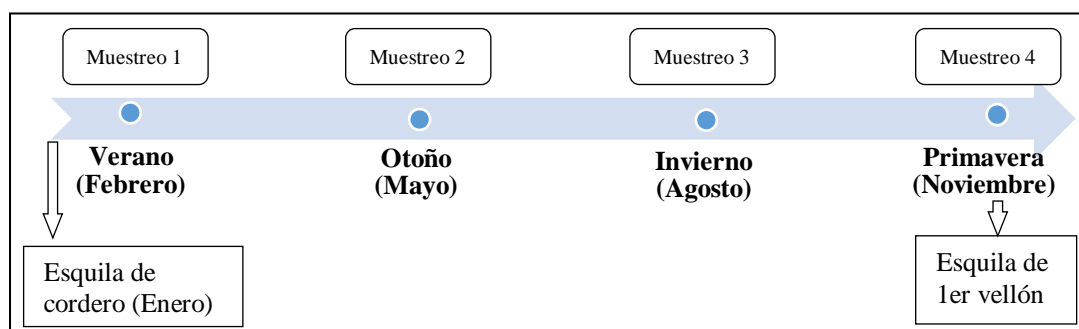 Muestreo 1
Muestreo 2
Muestreo 3
Muestreo 4
Verano
(Febrero)
Otoño
(Mayo)
Invierno
(Agosto)
Primavera
(Noviembre)
Esquila de
cordero (Enero)
Esquila de
1er vellón